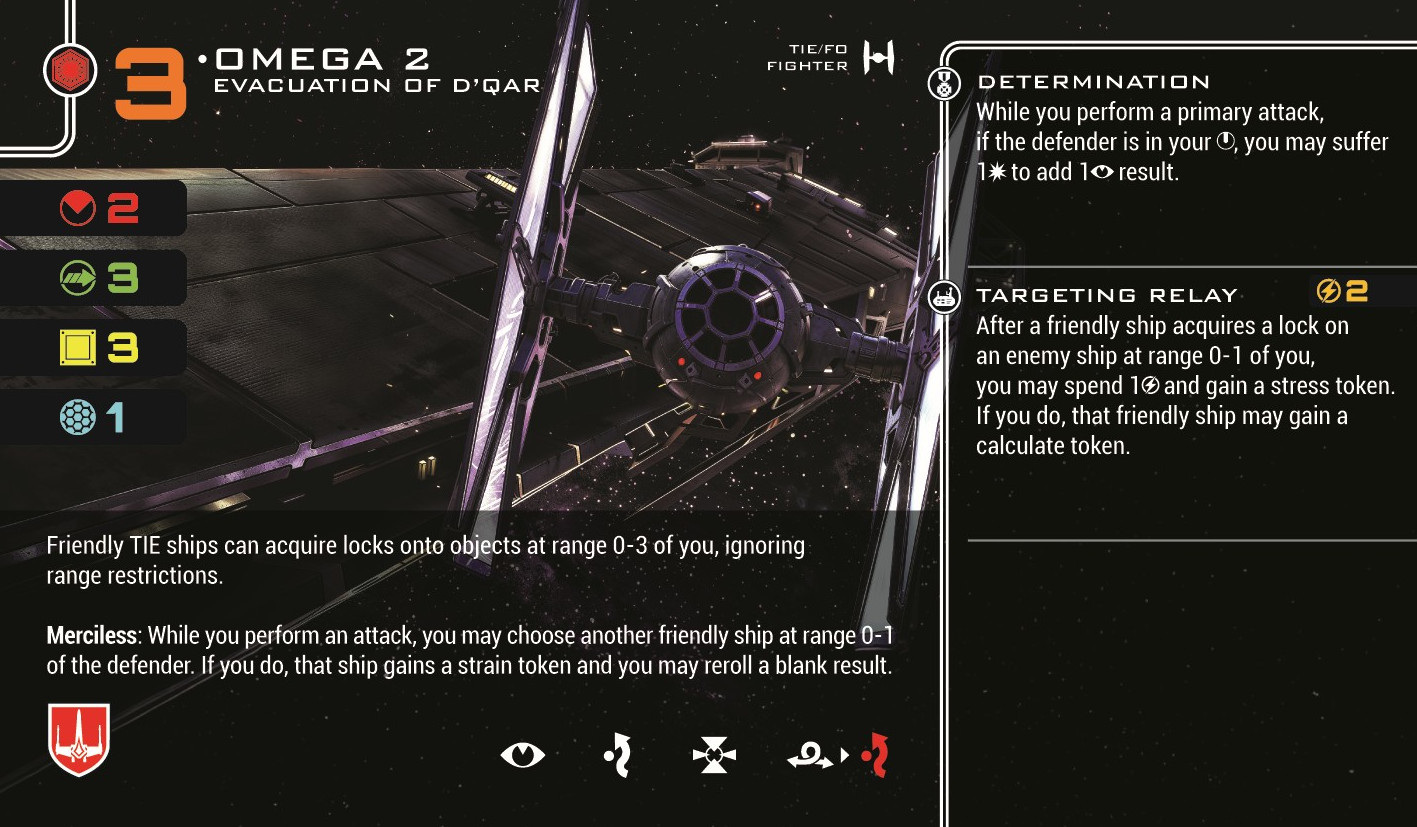 3
•OMEGA 2
EVACUATION OF D'QAR
TIE/FO
FIGHTER
2
3
3
1
Friendly TIE ships can acquire locks onto objects at range 0-3 of you, ignoring
range restrictions.
Merciless: While you perform an attack, you may choose another friendly ship at range 0-1
of the defender. If you do, that ship gains a strain token and you may reroll a blank result.
DETERMINATION
While you perform a primary attack,
if the defender is in your , you may suffer
1 to add 1 result.
TARGETING RELAY
2
After a friendly ship acquires a lock on
an enemy ship at range 0-1 of you,
you may spend 1 and gain a stress token.
If you do, that friendly ship may gain a
calculate token.